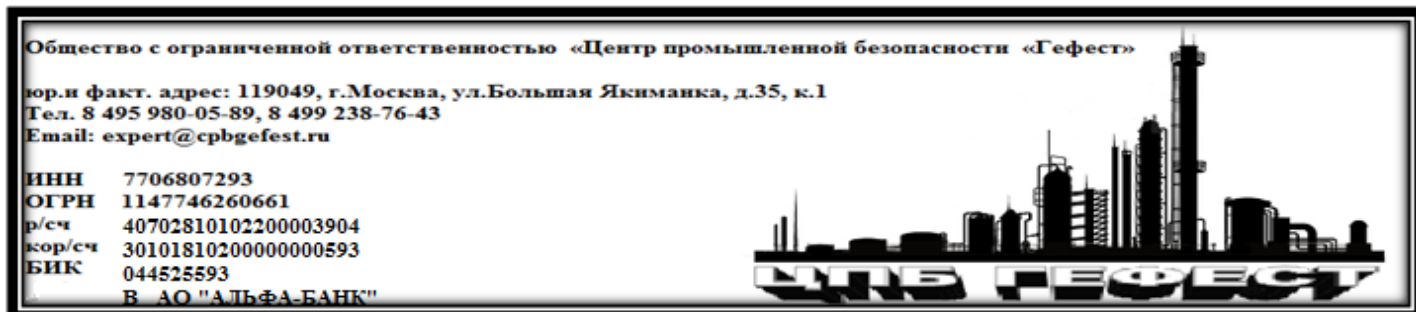 Общество с ограниченной ответственностью «Центр промышленной безопасности «Гефест»
юр.и факт. адрес: 119049, г.Москва, ул.Большая Якиманка, д.35, к.1
Тел. 8 495 980-05-89, 8 499 238-76-43
Email: expert@cpbgefest.ru
ИНН 7706807293
ОГРН 1147746260661
р/сч 40702810102200003904
кор/сч 30101810200000000593
БИК 044525593
В АО "АЛЬФА-БАНК"
ЦПБ ГЕФЕСТ